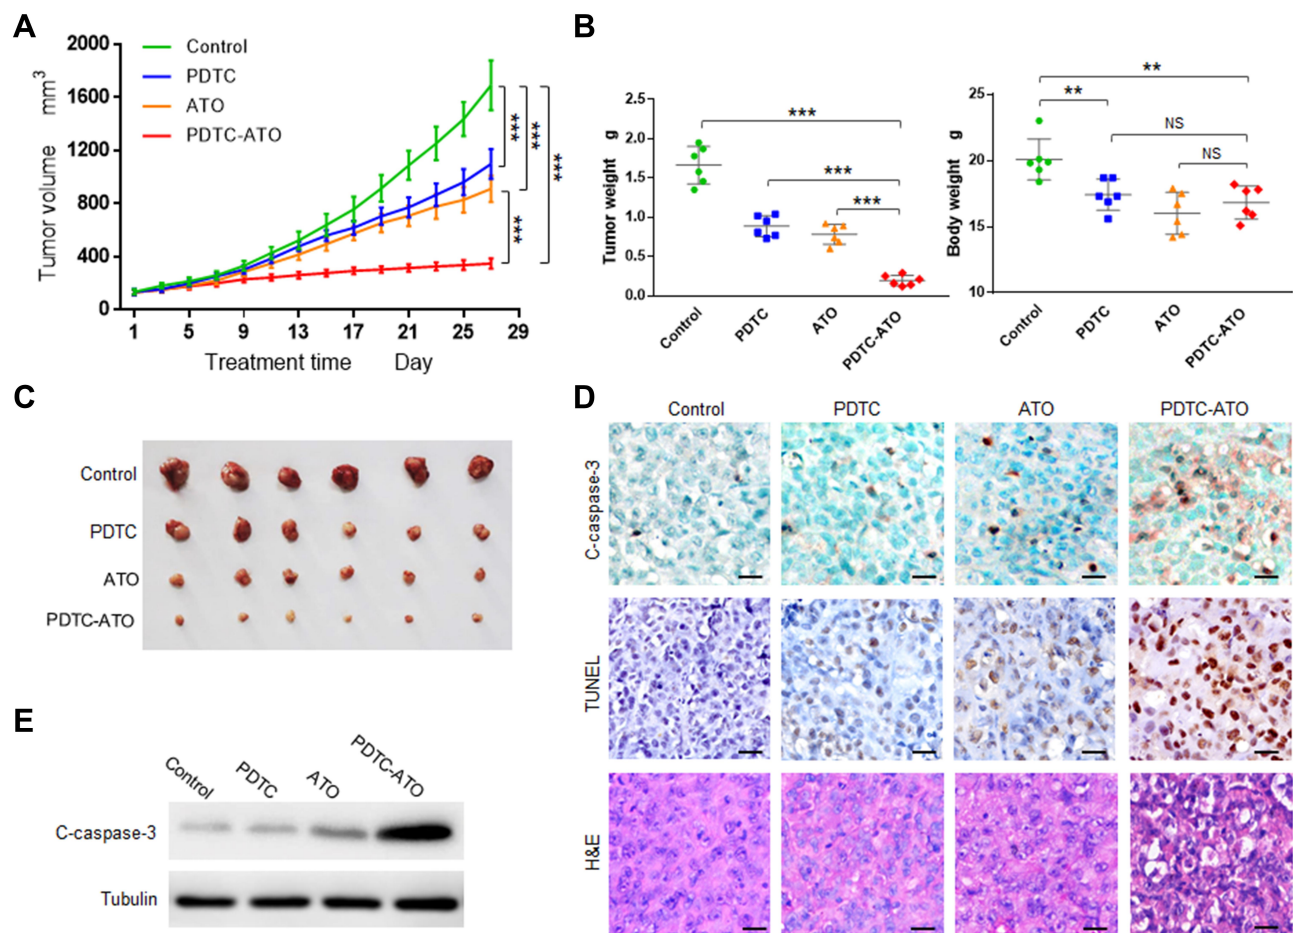 A
2000
1600
1200
800
400
0
Tumor volume mm3
Control
PDTC
ATO
PDTC-ATO
***
***
***
***
1 5 9 13 17 21 25 29
Treatment time Day
B
2.5
2.0
1.5
1.0
0.5
0.0
Tumor weight g
***
***
***
Control
PDTC
ATO
PDTC-ATO
25
20
15
10
Body weight g
**
**
NS
NS
Control
PDTC
ATO
PDTC-ATO
C
Control
PDTC
ATO
PDTC-ATO
D
Control PDTC ATO PDTC-ATO
C-caspase-3
TUNEL
H&E
E
Control PDTC ATO PDTC-ATO
C-caspase-3
Tubulin